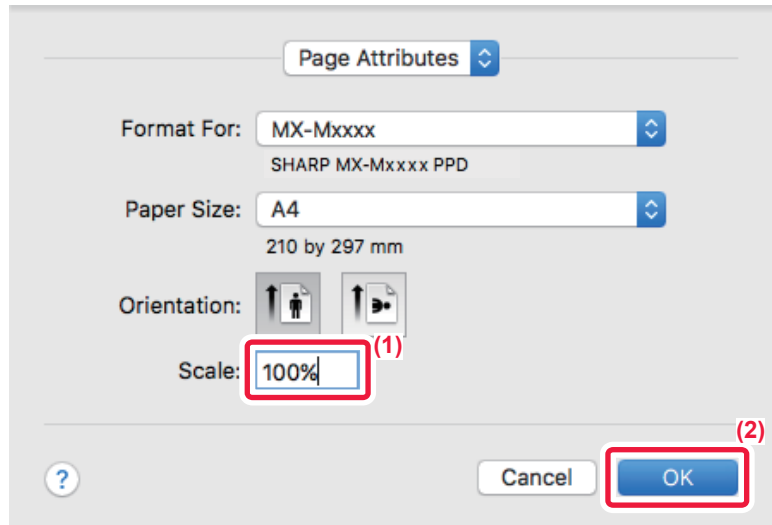 Page Attributes
Format For: MX-Mxxxx
SHARP MX-Mxxxx PPD
Paper Size: A4
210 by 297 mm
Orientation:
(1)
Scale: 100%
(2)
? Cancel OK